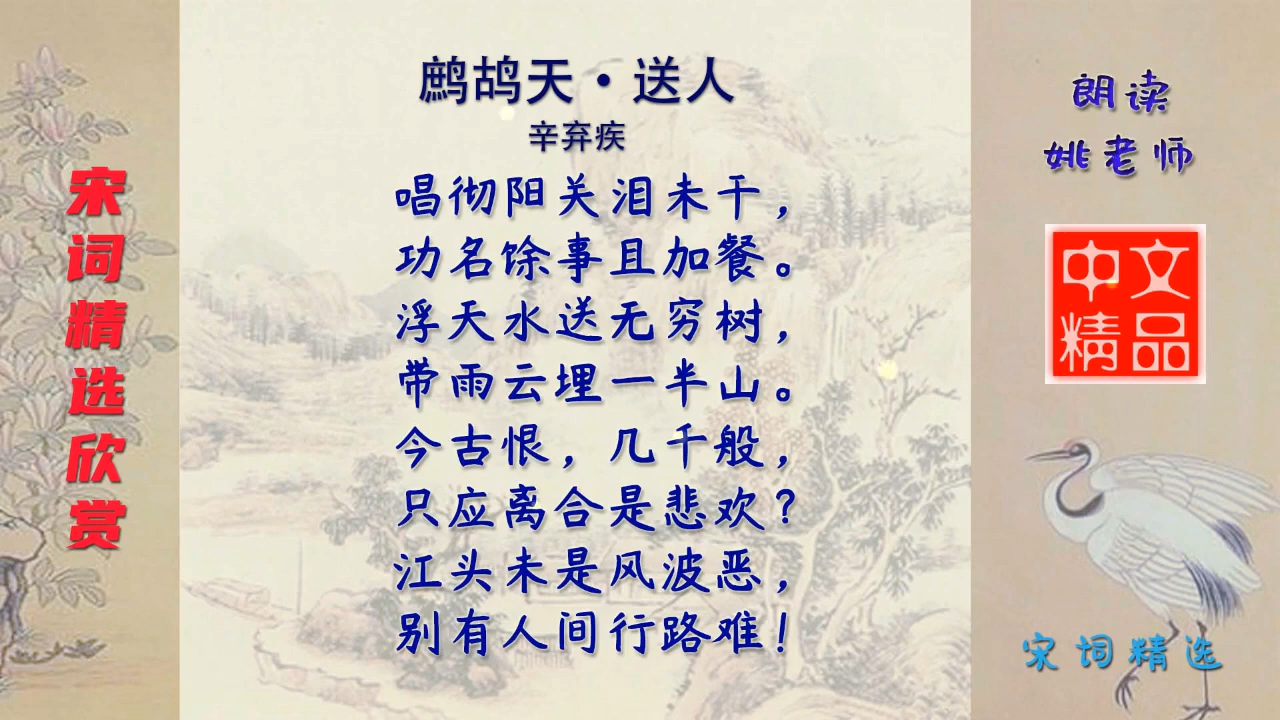 宋词精选欣赏
鹧鸪天·送人
辛弃疾
唱彻阳关泪未干，
功名馀事且加餐。
浮天水送无穷树，
带雨云埋一半山。
今古恨，几千般，
只应离合是悲欢？
江头未是风波恶，
别有人间行路难！
朗读
姚老师
中文
精品
宋词精选